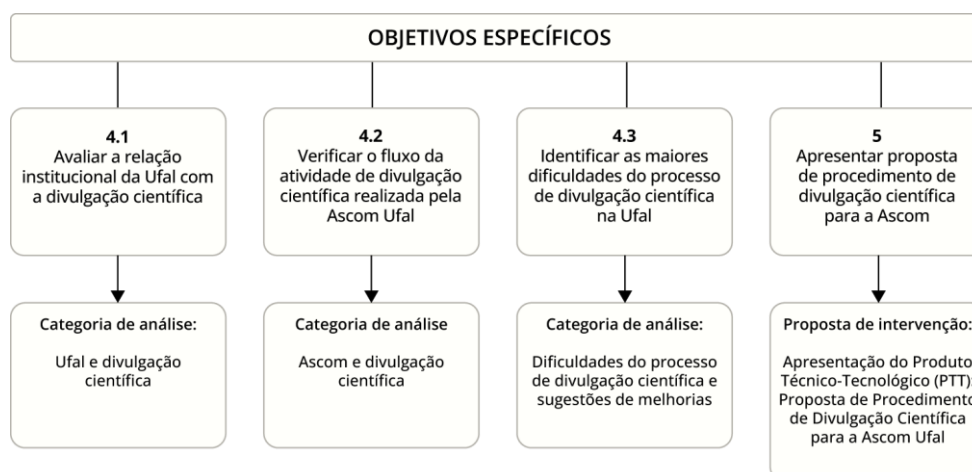 OBJETIVOS ESPECÍFICOS
4.1
Avaliar a relação
institucional da Ufal com
a divulgação científica
4.2
Verificar o fluxo da
atividade de divulgação
científica realizada pela
Ascom Ufal
4.3
Identificar as maiores
dificuldades do processo
de divulgação científica
na Ufal
5
Apresentar proposta
de procedimento de
divulgação científica
para a Ascom
Categoria de análise:
Ufal e divulgação
científica
Categoria de análise
Ascom e divulgação
científica
Categoria de análise:
Dificuldades do processo
de divulgação científica e
sugestões de melhorias
Proposta de intervenção:
Apresentação do Produto
Técnico-Tecnológico (PTT):
Proposta de Procedimento
de Divulgação Científica
para a Ascom Ufal